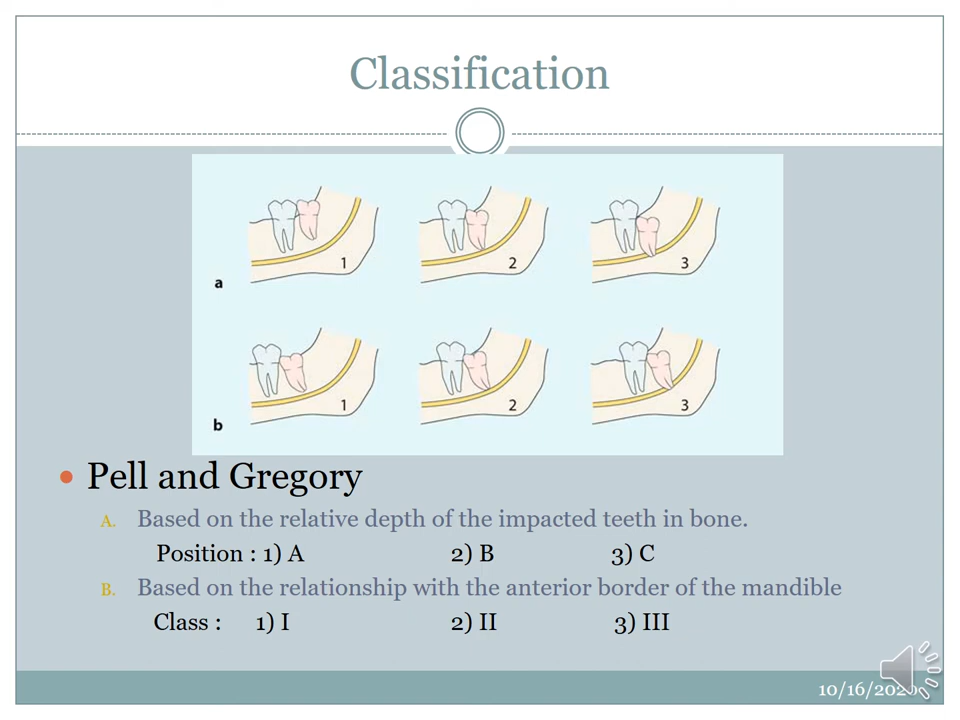 Classification
1 2 3
a
1 2 3
b
Pell and Gregory
A. Based on the relative depth of the impacted teeth in bone.
Position : 1) A 2) B 3) C
B. Based on the relationship with the anterior border of the mandible
Class : 1) I 2) II 3) III
10/16/2020